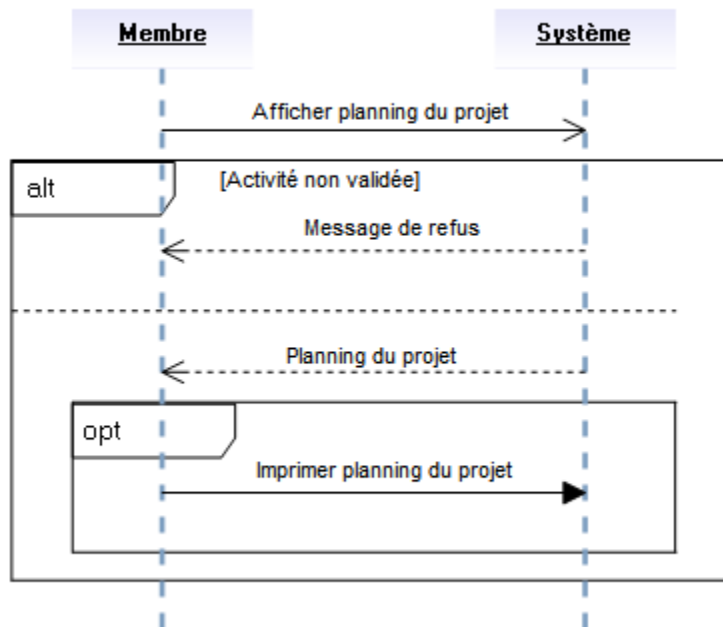 Membre
Système
Afficher planning du projet
alt
[Activité non validée]
Message de refus
Planning du projet
opt
Imprimer planning du projet